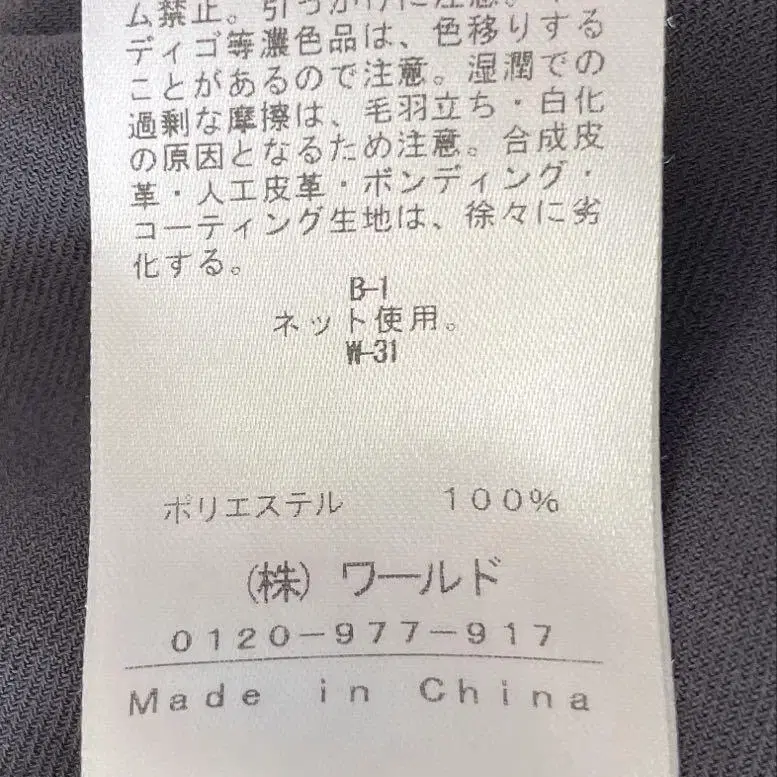 ム禁止。引っかけに注意。
ディゴ等濃色品は、色移りする
ことがあるので注意。湿潤での
過剰な摩擦は、毛羽立ち・白化
の原因となるため注意。合成皮
革・人工皮革・ボンディング・
コーティング生地は、徐々に劣
化する。
B-1
ネット使用。
W-31
ポリエステル 100%
(株) ワールド
0120-977-917
Made in China